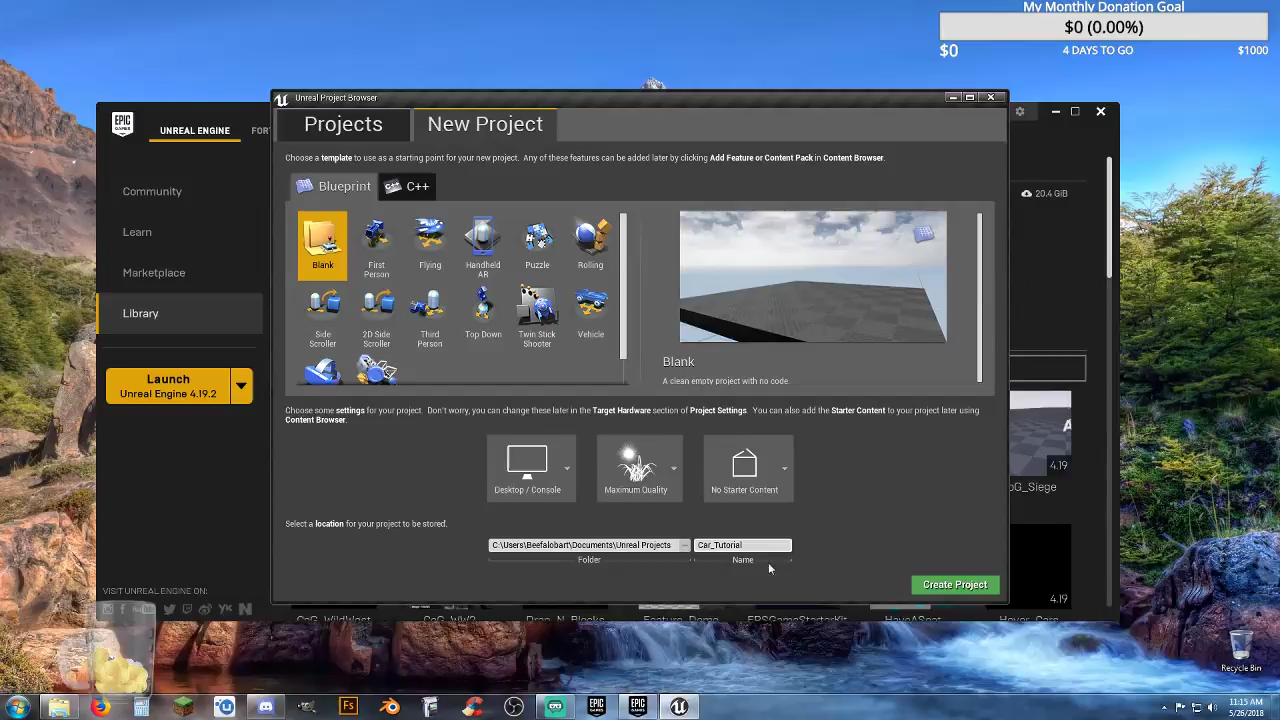 My Monthly Donation Goal
$0 (0.00%)
$0 4 DAYS TO GO $1000
Unreal Project Browser
Projects
New Project
EPIC GAMES
UNREAL ENGINE
FOR
Choose a template to use as a starting point for your new project. Any of these features can be added later by clicking Add Feature or Content Pack in Content Browser.
Blueprint
C++
Community
Learn
Marketplace
Library
20.4 GiB
Blank
First Person
Flying
Handheld AR
Puzzle
Rolling
Side Scroller
2D Side Scroller
Third Person
Top Down
Twin Stick Shooter
Vehicle
Blank
A clean empty project with no code.
Launch
Unreal Engine 4.19.2
Choose some settings for your project. Don't worry, you can change these later in the Target Hardware section of Project Settings. You can also add the Starter Content to your project later using
Content Browser.
Desktop / Console
Maximum Quality
No Starter Content
4.19
Select a location for your project to be stored.
C:\Users\Beefalobart\Documents\Unreal Projects
...
Car_Tutorial
Folder
Name
Create Project
4.19
VISIT UNREAL ENGINE ON:
Recycle Bin
Fs
EPIC GAMES
EPIC GAMES
11:15 AM
5/26/2018